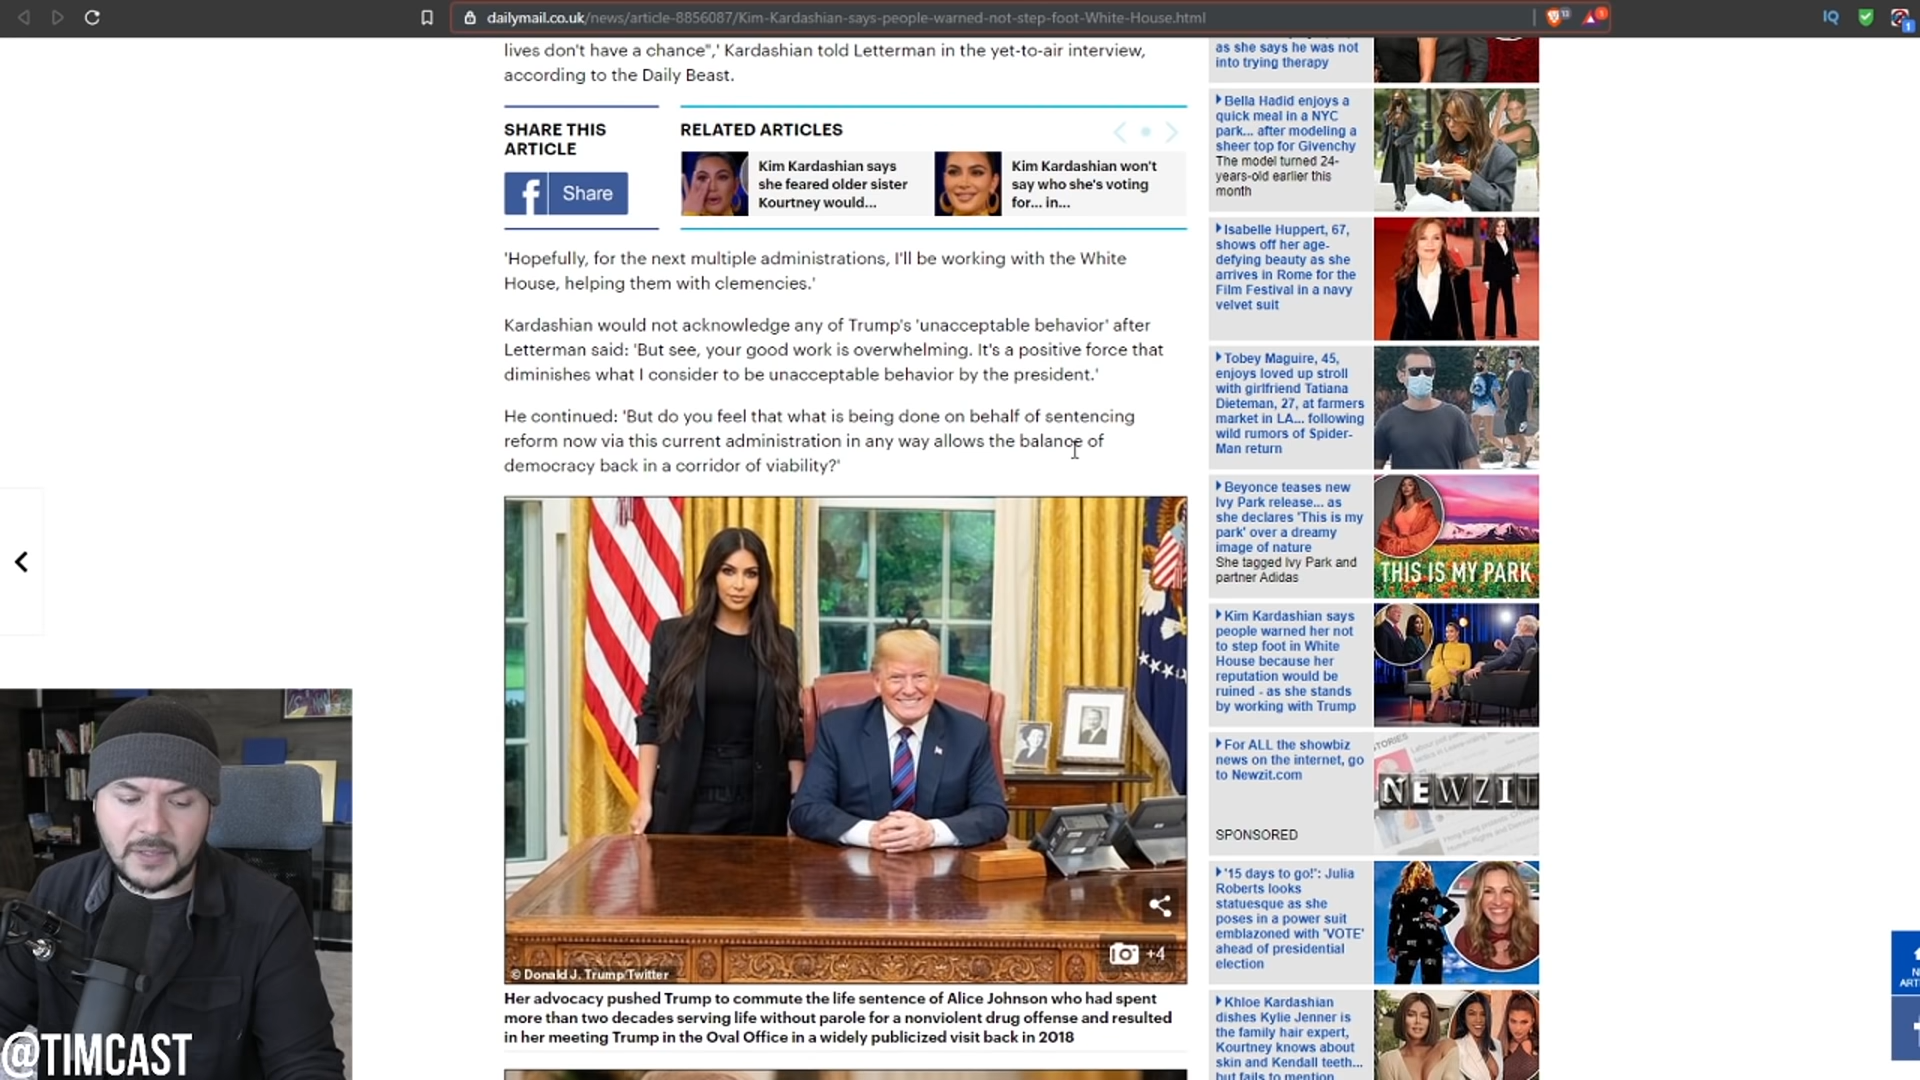 dailymail.co.uk/news/article-8856087/Kim-Kardashian-says-people-warned-not-step-foot-White-House.html
lives don't have a chance",' Kardashian told Letterman in the yet-to-air interview,
according to the Daily Beast.
SHARE THIS
ARTICLE
Share
RELATED ARTICLES
Kim Kardashian says
she feared older sister
Kourtney would...
Kim Kardashian won't
say who she's voting
for... in...
'Hopefully, for the next multiple administrations, I'll be working with the White
House, helping them with clemencies.'
Kardashian would not acknowledge any of Trump's 'unacceptable behavior' after
Letterman said: 'But see, your good work is overwhelming. It's a positive force that
diminishes what I consider to be unacceptable behavior by the president.'
He continued: 'But do you feel that what is being done on behalf of sentencing
reform now via this current administration in any way allows the balance of
democracy back in a corridor of viability?'
+4
© Donald J. Trump/Twitter
Her advocacy pushed Trump to commute the life sentence of Alice Johnson who had spent
more than two decades serving life without parole for a nonviolent drug offense and resulted
in her meeting Trump in the Oval Office in a widely publicized visit back in 2018
as she says he was not
into trying therapy
Bella Hadid enjoys a
quick meal in a NYC
park... after modeling a
sheer top for Givenchy
The model turned 24-
years-old earlier this
month
Isabelle Huppert, 67,
shows off her age-
defying beauty as she
arrives in Rome for the
Film Festival in a navy
velvet suit
Tobey Maguire, 45,
enjoys loved up stroll
with girlfriend Tatiana
Dieteman, 27, at farmers
market in LA... following
wild rumors of Spider-
Man return
Beyonce teases new
Ivy Park release... as
she declares 'This is my
park' over a dreamy
image of nature
She tagged Ivy Park and
partner Adidas
THIS IS MY PARK
Kim Kardashian says
people warned her not
to step foot in White
House because her
reputation would be
ruined - as she stands
by working with Trump
For ALL the showbiz
news on the internet, go
to Newzit.com
SPONSORED
NEWZIT
'15 days to go!': Julia
Roberts looks
statuesque as she
poses in a power suit
emblazoned with 'VOTE'
ahead of presidential
election
Khloe Kardashian
dishes Kylie Jenner is
the family hair expert,
Kourtney knows about
skin and Kendall teeth...
but fails to mention
@TIMCAST